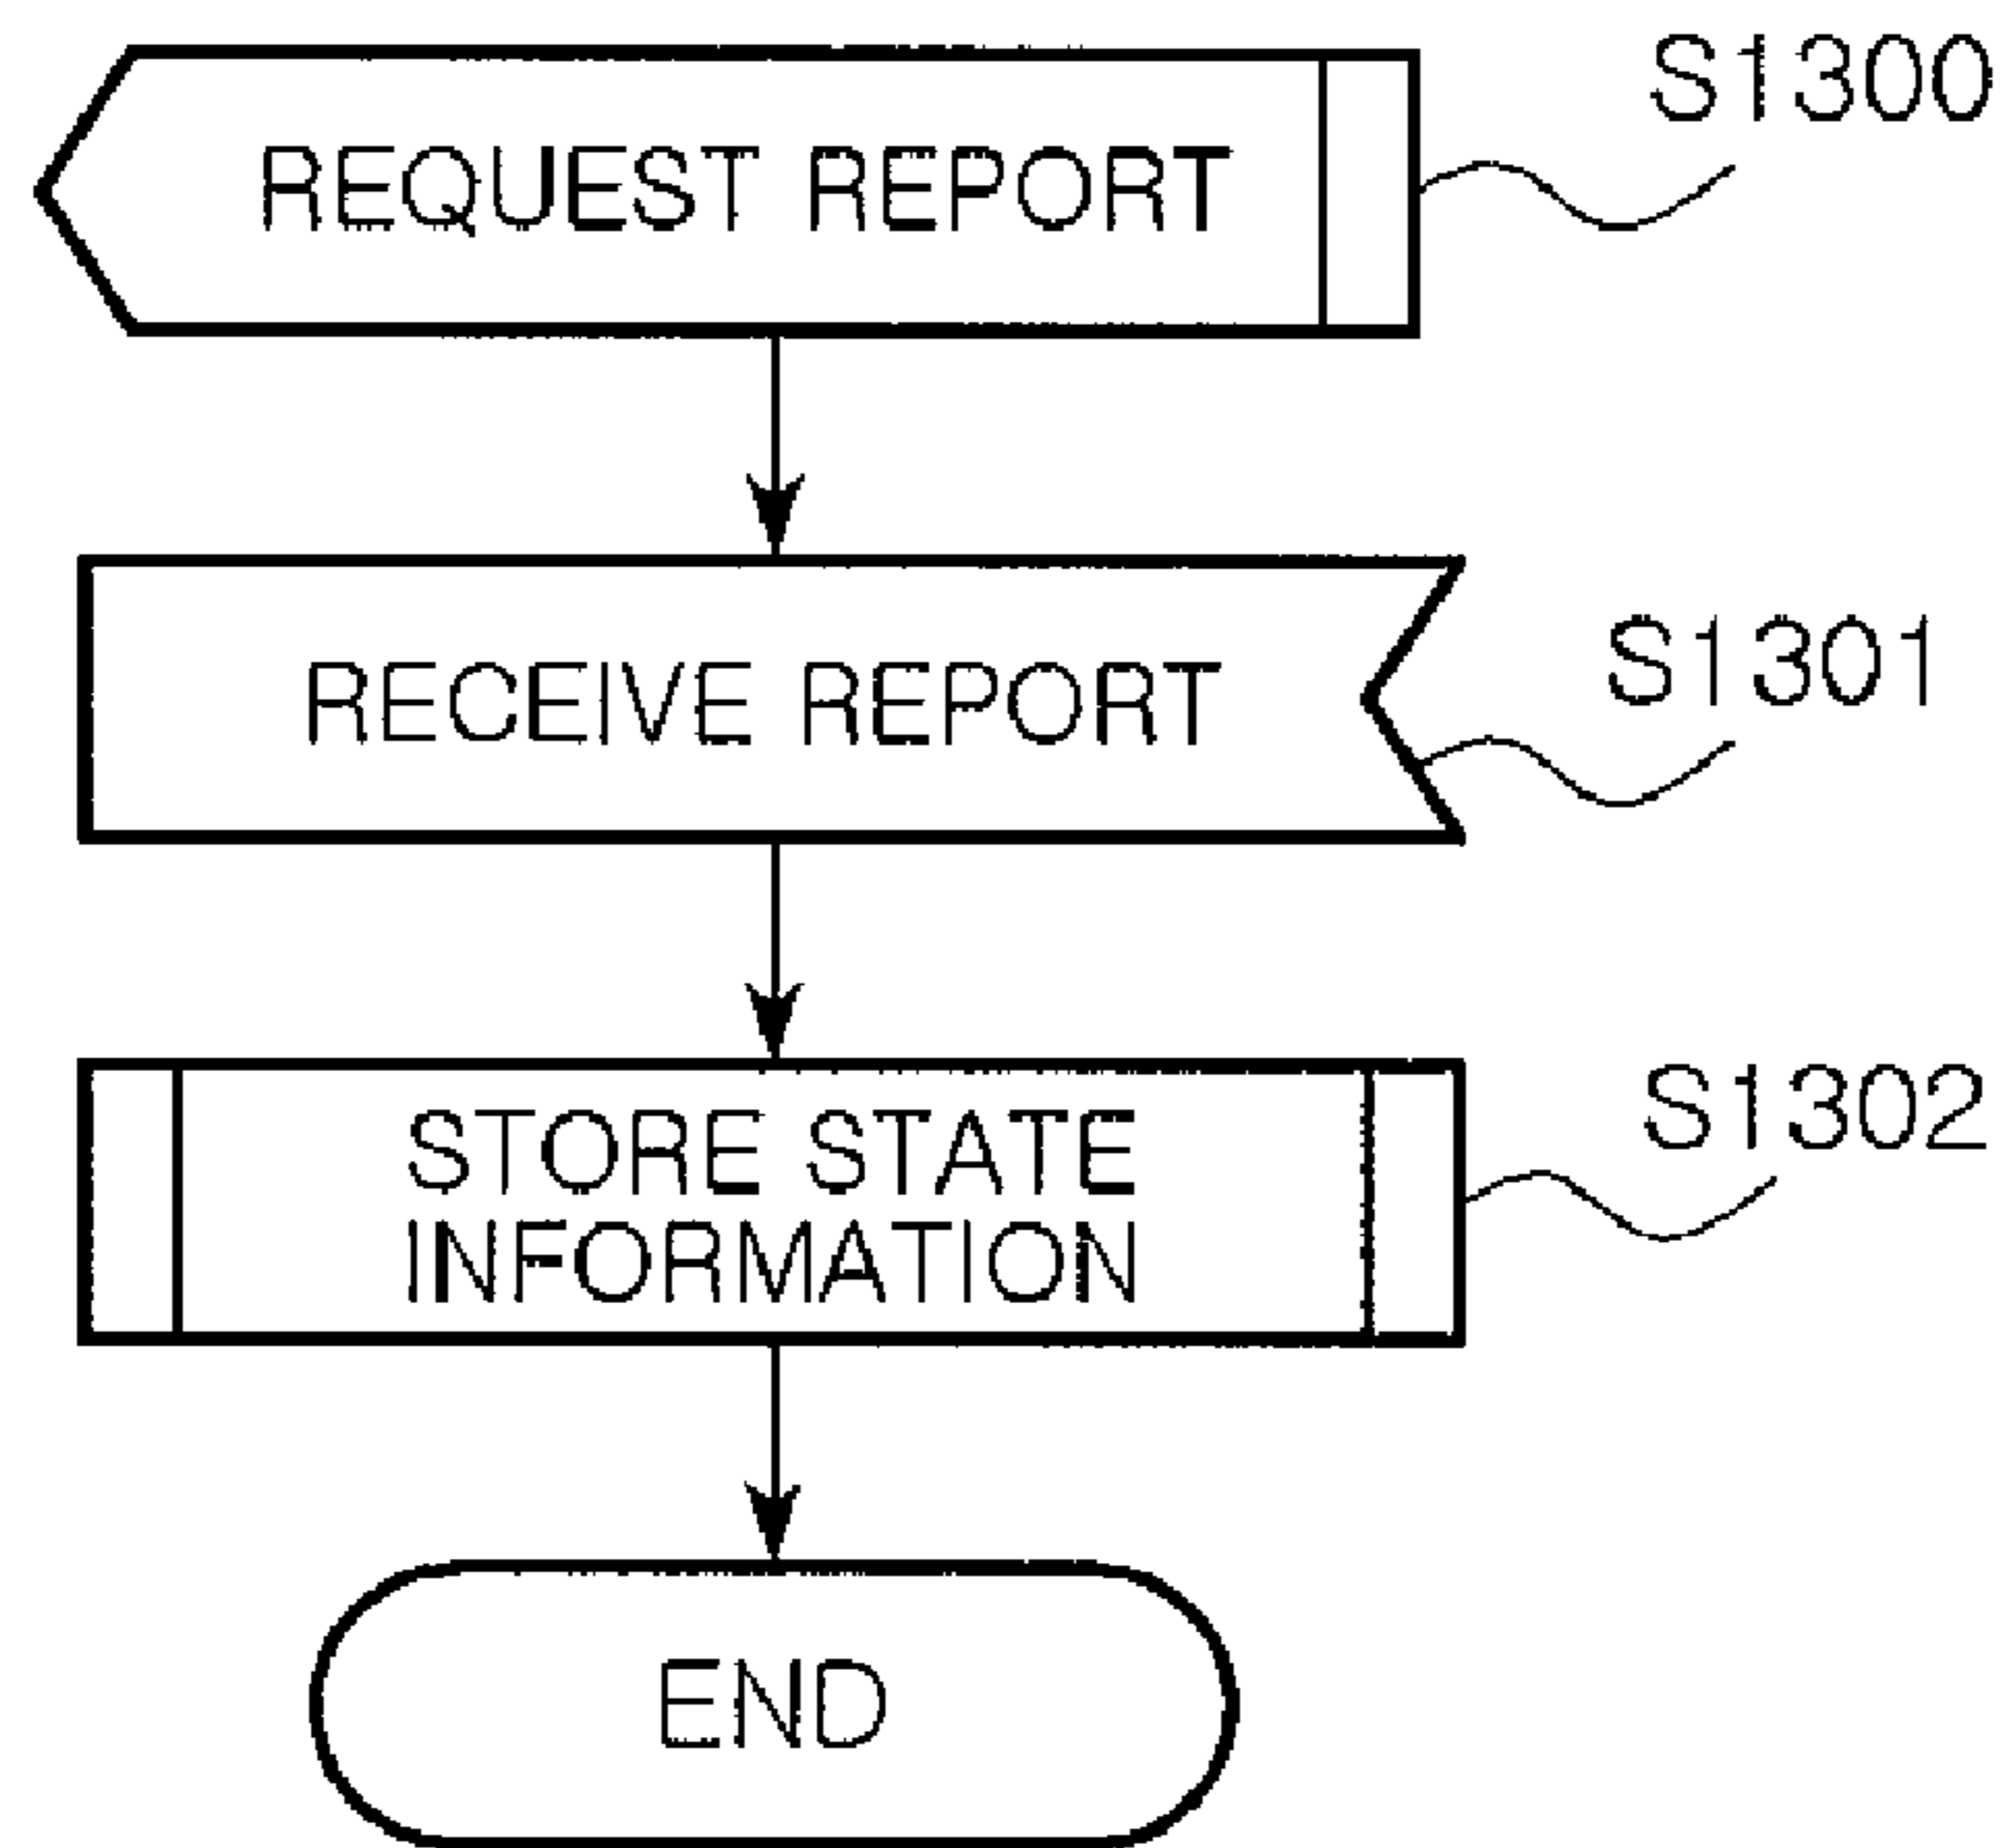 REQUEST REPORT
S1300
RECEIVE REPORT
S1301
STORE STATE
INFORMATION
S1302
END